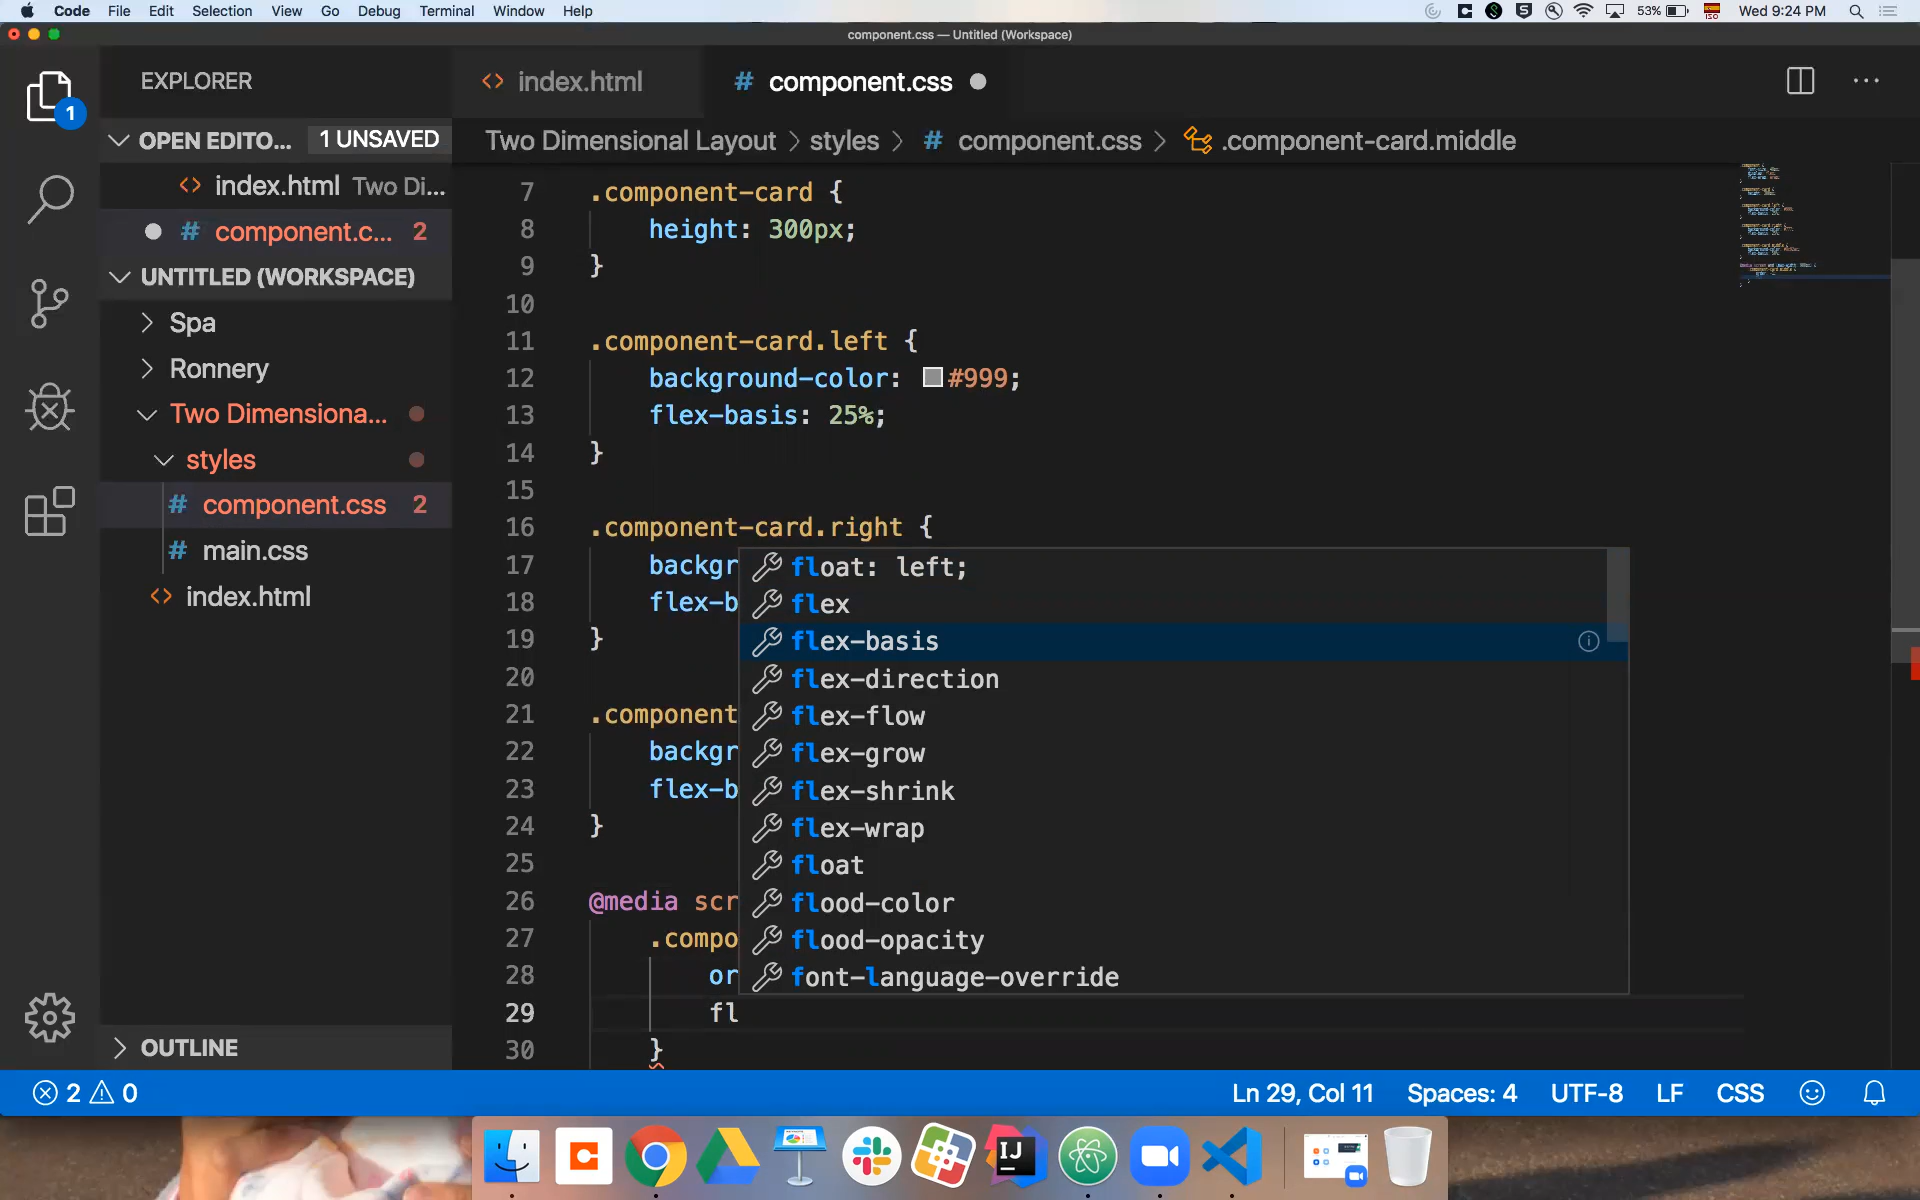 Code File Edit Selection View Go Debug Terminal Window Help 53% ISO Wed 9:24 PM
component.css — Untitled (Workspace)
EXPLORER
index.html
# component.css
OPEN EDITO... 1 UNSAVED
Two Dimensional Layout > styles > # component.css > .component-card.middle
index.html Two Di...
# component.c... 2
UNTITLED (WORKSPACE)
Spa
Ronnery
Two Dimensiona...
styles
# component.css 2
# main.css
index.html
OUTLINE
7 .component-card {
8 height: 300px;
9 }
10
11 .component-card.left {
12 background-color: #999;
13 flex-basis: 25%;
14 }
15
16 .component-card.right {
17 backgr
18 flex-b
19 }
20
21 .component
22 backgr
23 flex-b
24 }
25
26 @media scr
27 .compo
28 or
29 fl
30 }
float: left;
flex
flex-basis
flex-direction
flex-flow
flex-grow
flex-shrink
flex-wrap
float
flood-color
flood-opacity
font-language-override
1
2 0
Ln 29, Col 11 Spaces: 4 UTF-8 LF CSS
IJ